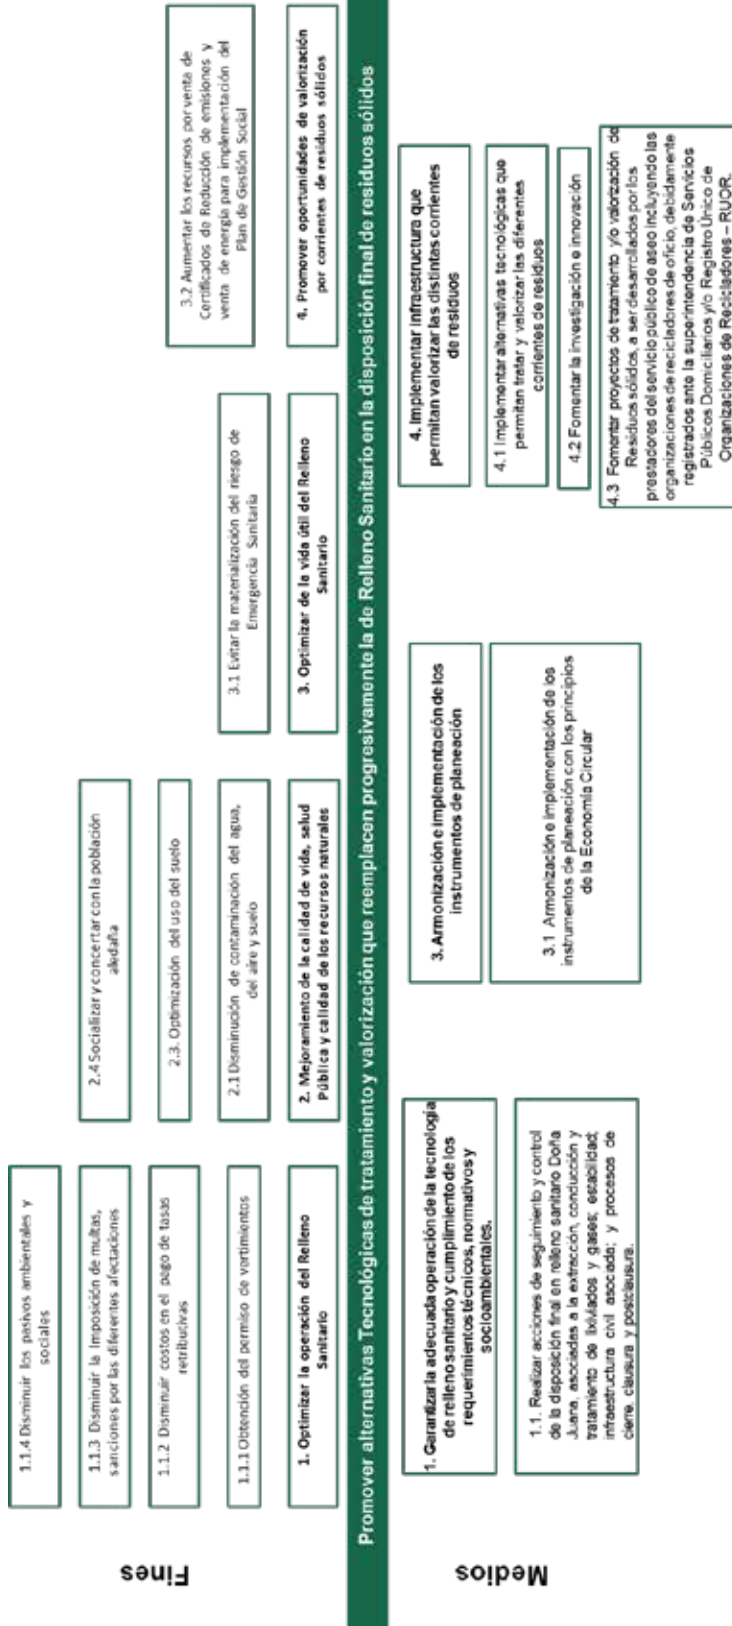 Fines
1.1.4 Disminuir los pasivos ambientales y
sociales
1.1.3 Disminuir la Imposición de multas,
sanciones por las diferentes afectaciones
1.1.2 Disminuir costos en el pago de tasas
retributivas
1.1.1 Obtención del permiso de vertimientos
1. Optimizar la operación del Relleno
Sanitario
2.4 Socializar y concertar con la población
aledaña
2.3. Optimización del uso del suelo
2.1 Disminución de contaminación del agua,
del aire y suelo
2. Mejoramiento de la calidad de vida, salud
Pública y calidad de los recursos naturales
3.1 Evitar la materialización del riesgo de
Emergencia Sanitaria
3. Optimizar de la vida útil del Relleno
Sanitario
3.2 Aumentar los recursos por venta de
Certificados de Reducción de emisiones y
venta de energía para implementación del
Plan de Gestión Social
4. Promover oportunidades de valorización
por corrientes de residuos sólidos
Promover alternativas Tecnológicas de tratamiento y valorización que reemplacen progresivamente la de Relleno Sanitario en la disposición final de residuos sólidos
Medios
1. Garantizar la adecuada operación de la tecnología
de relleno sanitario y cumplimiento de los
requerimientos técnicos, normativos y
socioambientales.
1.1. Realizar acciones de seguimiento y control
de la disposición final en relleno sanitario Doña
Juana, asociadas a la extracción, conducción y
tratamiento de lixiviados y gases; estabilidad;
infraestructura civil asociada; y procesos de
cierre, clausura y postclausura.
3. Armonización e implementación de los
instrumentos de planeación
3.1 Armonización e implementación de los
instrumentos de planeación con los principios
de la Economía Circular
4. Implementar infraestructura que
permitan valorizar las distintas corrientes
de residuos
4.1 Implementar alternativas tecnológicas que
permitan tratar y valorizar las diferentes
corrientes de residuos
4.2 Fomentar la investigación e innovación
4.3 Fomentar proyectos de tratamiento y/o valorización de
Residuos sólidos, a ser desarrollados por los
prestadores del servicio público de aseo incluyendo las
organizaciones de recicladores de oficio, debidamente
registrados ante la superintendencia de Servicios
Públicos Domiciliarios y/o Registro Único de
Organizaciones de Recicladores – RUOR.